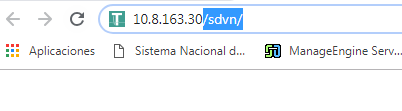 10.8.163.30/sdvn/
Aplicaciones Sistema Nacional d... ManageEngine Serv...